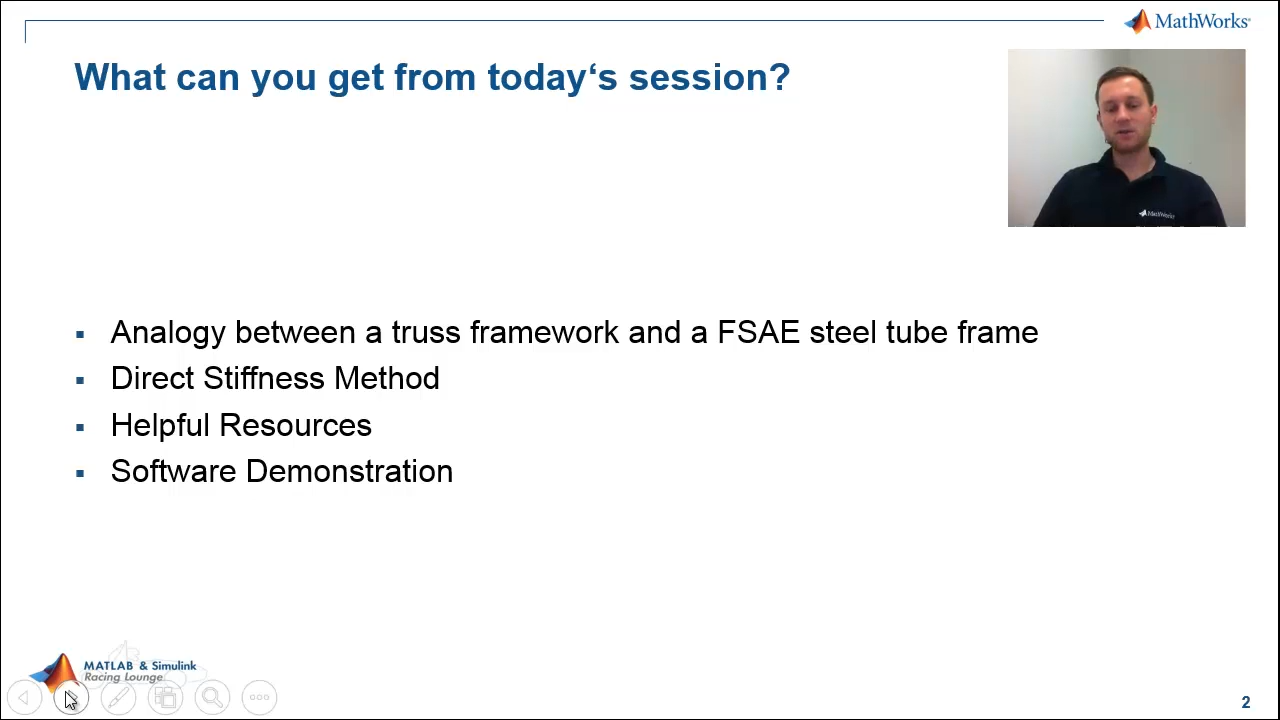 MathWorks®
What can you get from today‘s session?
MathWorks
Analogy between a truss framework and a FSAE steel tube frame
Direct Stiffness Method
Helpful Resources
Software Demonstration
MATLAB & Simulink
Racing Lounge
2